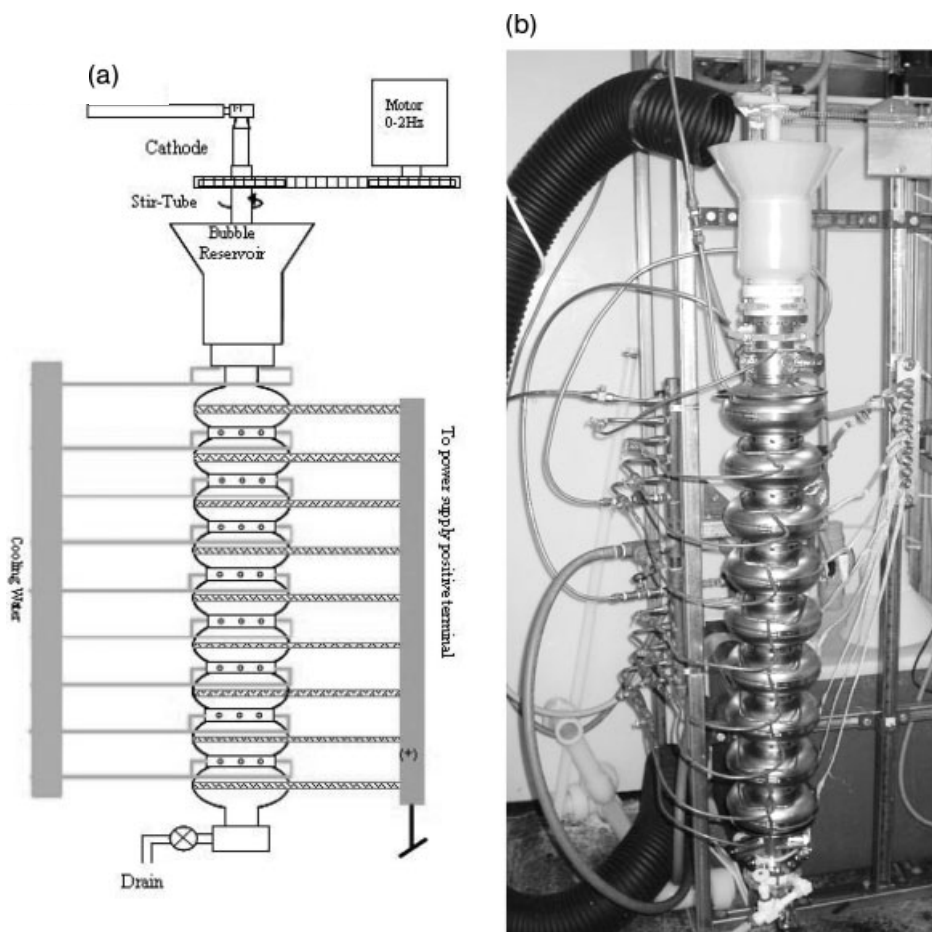 (a)
Cathode
Motor
0-2Hz
Stir-Tube
Bubble
Reservoir
Cooling Water
To power supply positive terminal
(+)
Drain
(b)